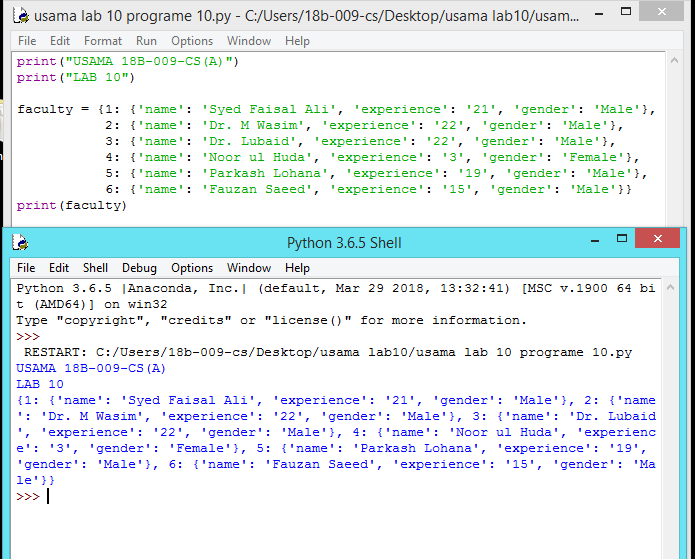 usama lab 10 programe 10.py - C:/Users/18b-009-cs/Desktop/usama lab10/usam...
File Edit Format Run Options Window Help
print("USAMA 18B-009-CS(A)")
print("LAB 10")
faculty = {1: {'name': 'Syed Faisal Ali', 'experience': '21', 'gender': 'Male'},
2: {'name': 'Dr. M Wasim', 'experience': '22', 'gender': 'Male'},
3: {'name': 'Dr. Lubaid', 'experience': '22', 'gender': 'Male'},
4: {'name': 'Noor ul Huda', 'experience': '3', 'gender': 'Female'},
5: {'name': 'Parkash Lohana', 'experience': '19', 'gender': 'Male'},
6: {'name': 'Fauzan Saeed', 'experience': '15', 'gender': 'Male'}}
print(faculty)
Python 3.6.5 Shell
File Edit Shell Debug Options Window Help
Python 3.6.5 |Anaconda, Inc.| (default, Mar 29 2018, 13:32:41) [MSC v.1900 64 bi
t (AMD64)] on win32
Type "copyright", "credits" or "license()" for more information.
>>>
RESTART: C:/Users/18b-009-cs/Desktop/usama lab10/usama lab 10 programe 10.py
USAMA 18B-009-CS(A)
LAB 10
{1: {'name': 'Syed Faisal Ali', 'experience': '21', 'gender': 'Male'}, 2: {'name
': 'Dr. M Wasim', 'experience': '22', 'gender': 'Male'}, 3: {'name': 'Dr. Lubaid
', 'experience': '22', 'gender': 'Male'}, 4: {'name': 'Noor ul Huda', 'experienc
e': '3', 'gender': 'Female'}, 5: {'name': 'Parkash Lohana', 'experience': '19',
'gender': 'Male'}, 6: {'name': 'Fauzan Saeed', 'experience': '15', 'gender': 'Ma
le'}}
>>>